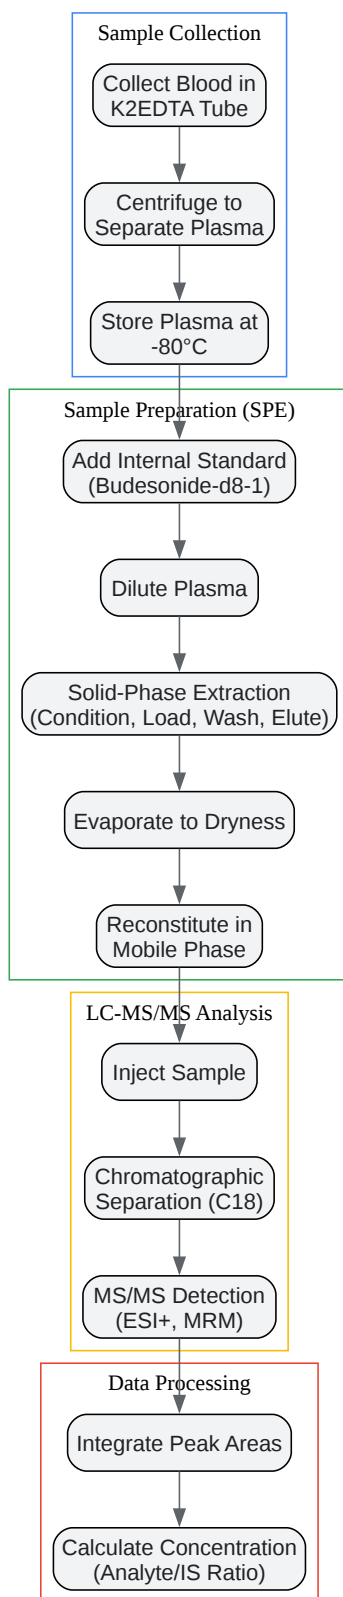 Sample Collection
Collect Blood in
K2EDTA Tube
Centrifuge to
Separate Plasma
Store Plasma at
-80°C
Sample Preparation (SPE)
Add Internal Standard
(Budesonide-d8-1)
Dilute Plasma
Solid-Phase Extraction
(Condition, Load, Wash, Elute)
Evaporate to Dryness
Reconstitute in
Mobile Phase
LC-MS/MS Analysis
Inject Sample
Chromatographic
Separation (C18)
MS/MS Detection
(ESI+, MRM)
Data Processing
Integrate Peak Areas
Calculate Concentration
(Analyte/IS Ratio)